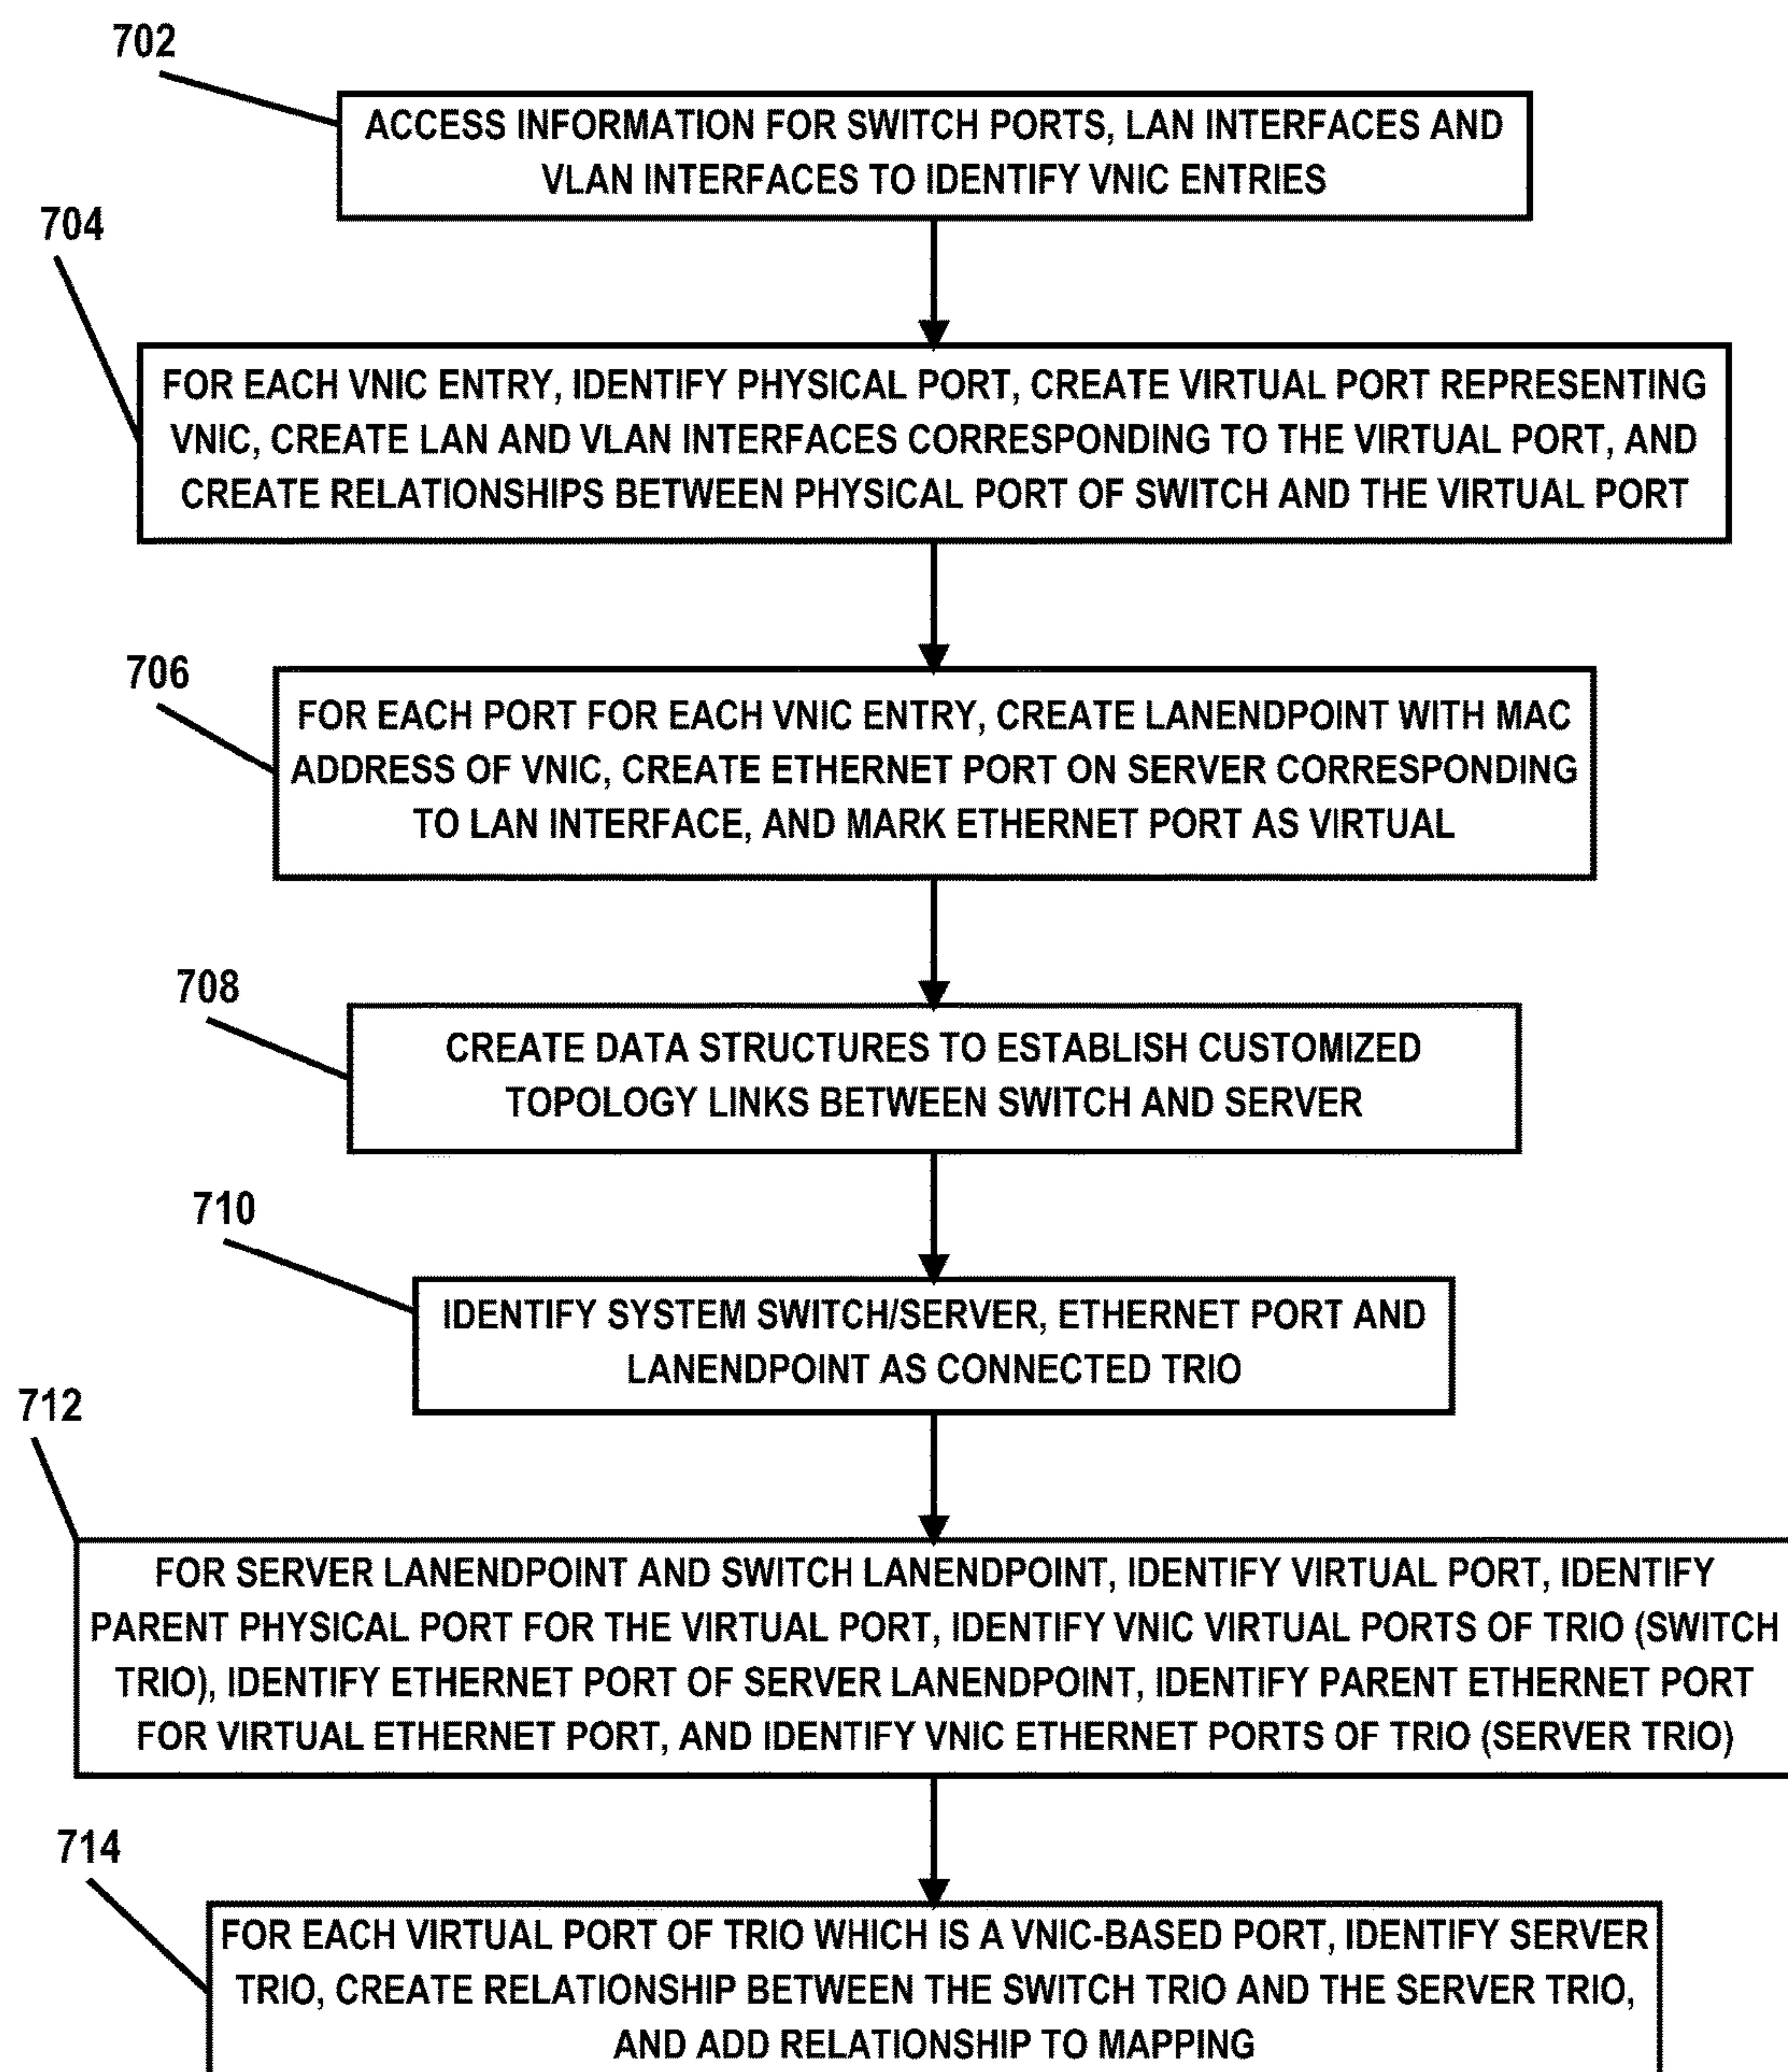 702
ACCESS INFORMATION FOR SWITCH PORTS, LAN INTERFACES AND
VLAN INTERFACES TO IDENTIFY VNIC ENTRIES
704
FOR EACH VNIC ENTRY, IDENTIFY PHYSICAL PORT, CREATE VIRTUAL PORT REPRESENTING
VNIC, CREATE LAN AND VLAN INTERFACES CORRESPONDING TO THE VIRTUAL PORT, AND
CREATE RELATIONSHIPS BETWEEN PHYSICAL PORT OF SWITCH AND THE VIRTUAL PORT
706
FOR EACH PORT FOR EACH VNIC ENTRY, CREATE LANENDPOINT WITH MAC
ADDRESS OF VNIC, CREATE ETHERNET PORT ON SERVER CORRESPONDING
TO LAN INTERFACE, AND MARK ETHERNET PORT AS VIRTUAL
708
CREATE DATA STRUCTURES TO ESTABLISH CUSTOMIZED
TOPOLOGY LINKS BETWEEN SWITCH AND SERVER
710
IDENTIFY SYSTEM SWITCH/SERVER, ETHERNET PORT AND
LANENDPOINT AS CONNECTED TRIO
712
FOR SERVER LANENDPOINT AND SWITCH LANENDPOINT, IDENTIFY VIRTUAL PORT, IDENTIFY
PARENT PHYSICAL PORT FOR THE VIRTUAL PORT, IDENTIFY VNIC VIRTUAL PORTS OF TRIO (SWITCH
TRIO), IDENTIFY ETHERNET PORT OF SERVER LANENDPOINT, IDENTIFY PARENT ETHERNET PORT
FOR VIRTUAL ETHERNET PORT, AND IDENTIFY VNIC ETHERNET PORTS OF TRIO (SERVER TRIO)
714
FOR EACH VIRTUAL PORT OF TRIO WHICH IS A VNIC-BASED PORT, IDENTIFY SERVER
TRIO, CREATE RELATIONSHIP BETWEEN THE SWITCH TRIO AND THE SERVER TRIO,
AND ADD RELATIONSHIP TO MAPPING